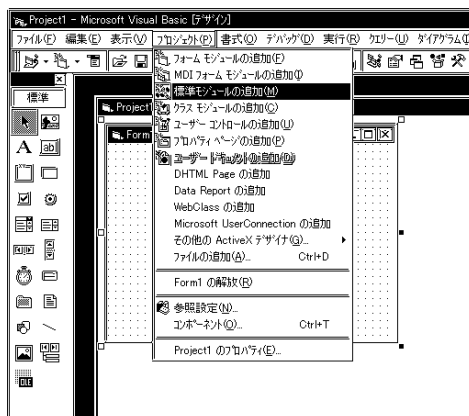 Project1 - Microsoft Visual Basic [ﾃﾞｻﾞｲﾝ]
ﾌｧｲﾙ(F) 編集(E) 表示(V) ﾌﾟﾛｼﾞｪｸﾄ(P) 書式(O) ﾃﾞﾊﾞｯｸﾞ(D) 実行(R) ｸｴﾘｰ(U) ﾀﾞｲｱｸﾞﾗﾑ(D
標準
A
ab
OLE
Project1
Form
ﾌｫｰﾑ ﾓｼﾞｭｰﾙの追加(F)
MDI ﾌｫｰﾑ ﾓｼﾞｭｰﾙの追加(I)
標準ﾓｼﾞｭｰﾙの追加(M)
ｸﾗｽ ﾓｼﾞｭｰﾙの追加(C)
ﾕｰｻﾞｰ ｺﾝﾄﾛｰﾙの追加(U)
ﾌﾟﾛﾊﾟﾃｨ ﾍﾟｰｼﾞの追加(P)
ﾕｰｻﾞｰ ﾄﾞｷｭﾒﾝﾄの追加(D)
DHTML Page の追加
Data Report の追加
WebClass の追加
Microsoft UserConnection の追加
その他の ActiveX ﾃﾞｻﾞｲﾅ(G)...
ﾌｧｲﾙの追加(A)... Ctrl+D
Form1 の解放(R)
参照設定(N)...
ｺﾝﾎﾟｰﾈﾝﾄ(O)... Ctrl+T
Project1 のﾌﾟﾛﾊﾟﾃｨ(E)...